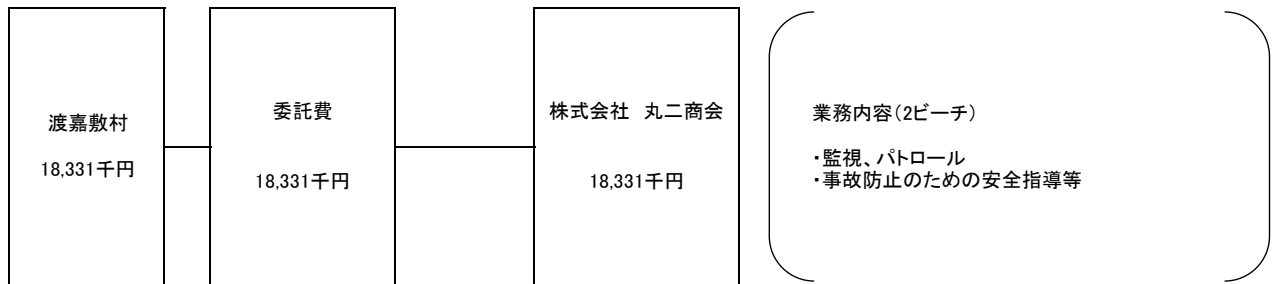 渡嘉敷村
18,331千円
委託費
18,331千円
株式会社 丸二商会
18,331千円
業務内容(2ビーチ)
・監視、パトロール
・事故防止のための安全指導等